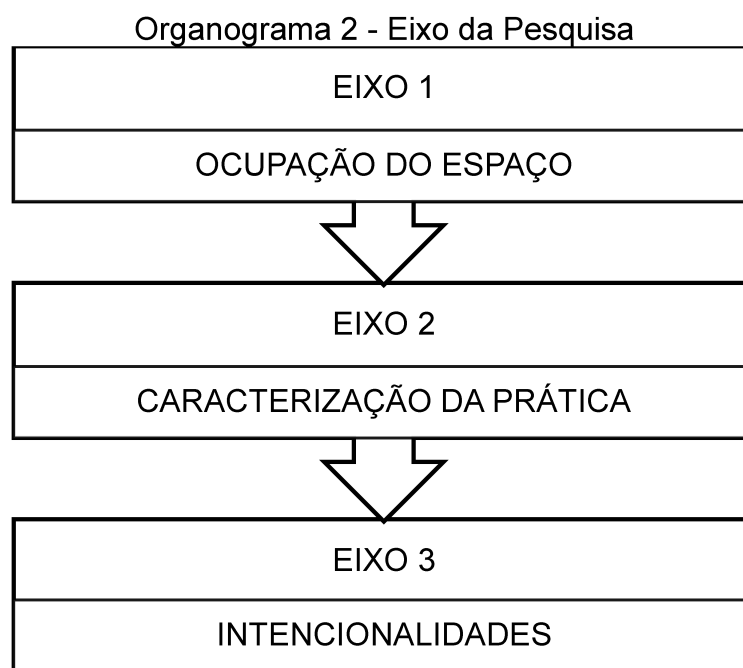 Organograma 2 - Eixo da Pesquisa
EIXO 1
OCUPAÇÃO DO ESPAÇO
EIXO 2
CARACTERIZAÇÃO DA PRÁTICA
EIXO 3
INTENCIONALIDADES